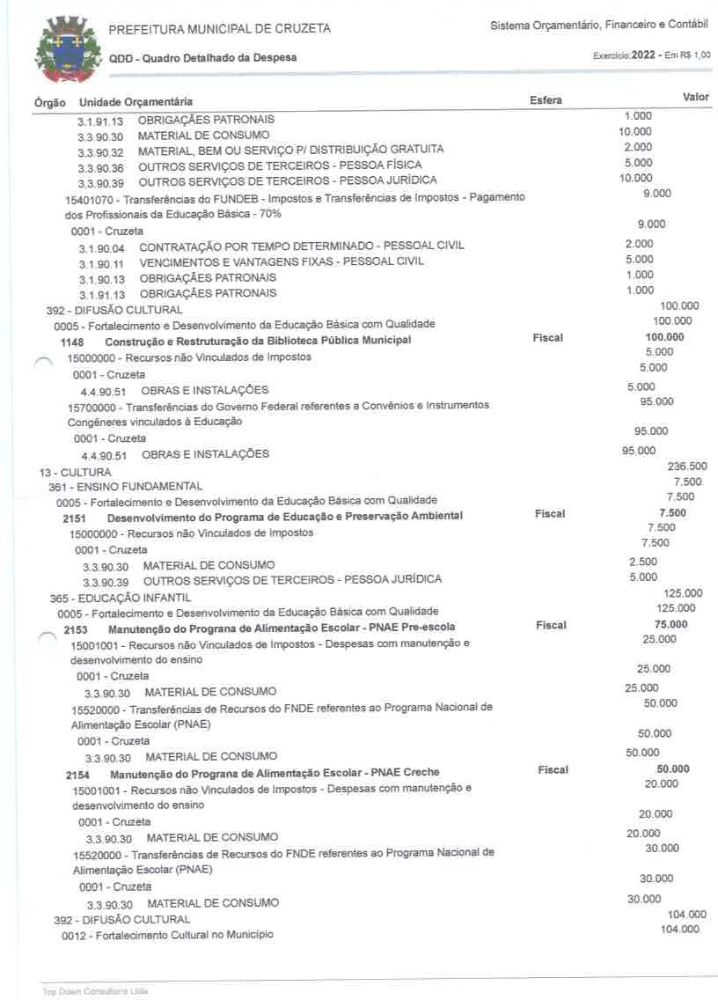 PREFEITURA MUNICIPAL DE CRUZETA
Sistema Orçamentário, Financeiro e Contábil
QDD - Quadro Detalhado da Despesa
Exercício:2022 - Em R$ 1,00
Órgão Unidade Orçamentária Esfera Valor
3.1.91.13 OBRIGAÇÃES PATRONAIS 1.000
3.3.90.30 MATERIAL DE CONSUMO 10.000
3.3.90.32 MATERIAL, BEM OU SERVIÇO P/ DISTRIBUIÇÃO GRATUITA 2.000
3.3.90.36 OUTROS SERVIÇOS DE TERCEIROS - PESSOA FÍSICA 5.000
3.3.90.39 OUTROS SERVIÇOS DE TERCEIROS - PESSOA JURÍDICA 10.000
15401070 - Transferências do FUNDEB - Impostos e Transferências de Impostos - Pagamento 9.000
dos Profissionais da Educação Básica - 70%
0001 - Cruzeta 9.000
3.1.90.04 CONTRATAÇÃO POR TEMPO DETERMINADO - PESSOAL CIVIL 2.000
3.1.90.11 VENCIMENTOS E VANTAGENS FIXAS - PESSOAL CIVIL 5.000
3.1.90.13 OBRIGAÇÃES PATRONAIS 1.000
3.1.91.13 OBRIGAÇÃES PATRONAIS 1.000
392 - DIFUSÃO CULTURAL 100.000
0005 - Fortalecimento e Desenvolvimento da Educação Básica com Qualidade 100.000
1148 Construção e Restruturação da Biblioteca Pública Municipal Fiscal 100.000
15000000 - Recursos não Vinculados de Impostos 5.000
0001 - Cruzeta 5.000
4.4.90.51 OBRAS E INSTALAÇÕES 5.000
15700000 - Transferências do Governo Federal referentes a Convênios e Instrumentos 95.000
Congêneres vinculados à Educação
0001 - Cruzeta 95.000
4.4.90.51 OBRAS E INSTALAÇÕES 95.000
13 - CULTURA 236.500
361 - ENSINO FUNDAMENTAL 7.500
0005 - Fortalecimento e Desenvolvimento da Educação Básica com Qualidade 7.500
2151 Desenvolvimento do Programa de Educação e Preservação Ambiental Fiscal 7.500
15000000 - Recursos não Vinculados de Impostos 7.500
0001 - Cruzeta 7.500
3.3.90.30 MATERIAL DE CONSUMO 2.500
3.3.90.39 OUTROS SERVIÇOS DE TERCEIROS - PESSOA JURÍDICA 5.000
365 - EDUCAÇÃO INFANTIL 125.000
0005 - Fortalecimento e Desenvolvimento da Educação Básica com Qualidade 125.000
2153 Manutenção do Prograna de Alimentação Escolar - PNAE Pre-escola Fiscal 75.000
15001001 - Recursos não Vinculados de Impostos - Despesas com manutenção e 25.000
desenvolvimento do ensino
0001 - Cruzeta 25.000
3.3.90.30 MATERIAL DE CONSUMO 25.000
15520000 - Transferências de Recursos do FNDE referentes ao Programa Nacional de 50.000
Alimentação Escolar (PNAE)
0001 - Cruzeta 50.000
3.3.90.30 MATERIAL DE CONSUMO 50.000
2154 Manutenção do Prograna de Alimentação Escolar - PNAE Creche Fiscal 50.000
15001001 - Recursos não Vinculados de Impostos - Despesas com manutenção e 20.000
desenvolvimento do ensino
0001 - Cruzeta 20.000
3.3.90.30 MATERIAL DE CONSUMO 20.000
15520000 - Transferências de Recursos do FNDE referentes ao Programa Nacional de 30.000
Alimentação Escolar (PNAE)
0001 - Cruzeta 30.000
3.3.90.30 MATERIAL DE CONSUMO 30.000
392 - DIFUSÃO CULTURAL 104.000
0012 - Fortalecimento Cultural no Município 104.000
Top Down Consultoria Ltda.